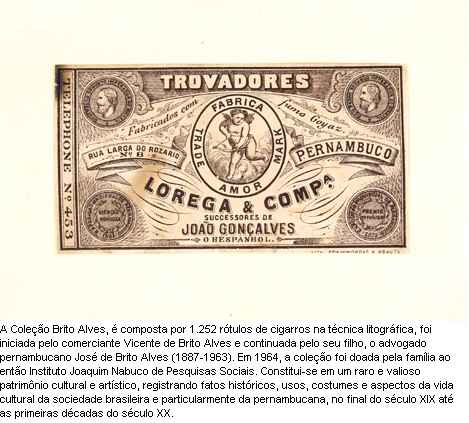 TROVADORES
Fabricados com fumo Goyaz.
FABRICA AMOR
TRADE MARK
TELEPHONE Nº 453
RUA LARGA DO ROZARIO
Nº 6
PERNAMBUCO
LOREGA & COMPª
SUCCESSORES DE
JOÃO GONÇALVES
O HESPANHOL.
A Coleção Brito Alves, é composta por 1.252 rótulos de cigarros na técnica litográfica, foi
iniciada pelo comerciante Vicente de Brito Alves e continuada pelo seu filho, o advogado
pernambucano José de Brito Alves (1887-1963). Em 1964, a coleção foi doada pela família ao
então Instituto Joaquim Nabuco de Pesquisas Sociais. Constitui-se em um raro e valioso
patrimônio cultural e artístico, registrando fatos históricos, usos, costumes e aspectos da vida
cultural da sociedade brasileira e particularmente da pernambucana, no final do século XIX até
as primeiras décadas do século XX.